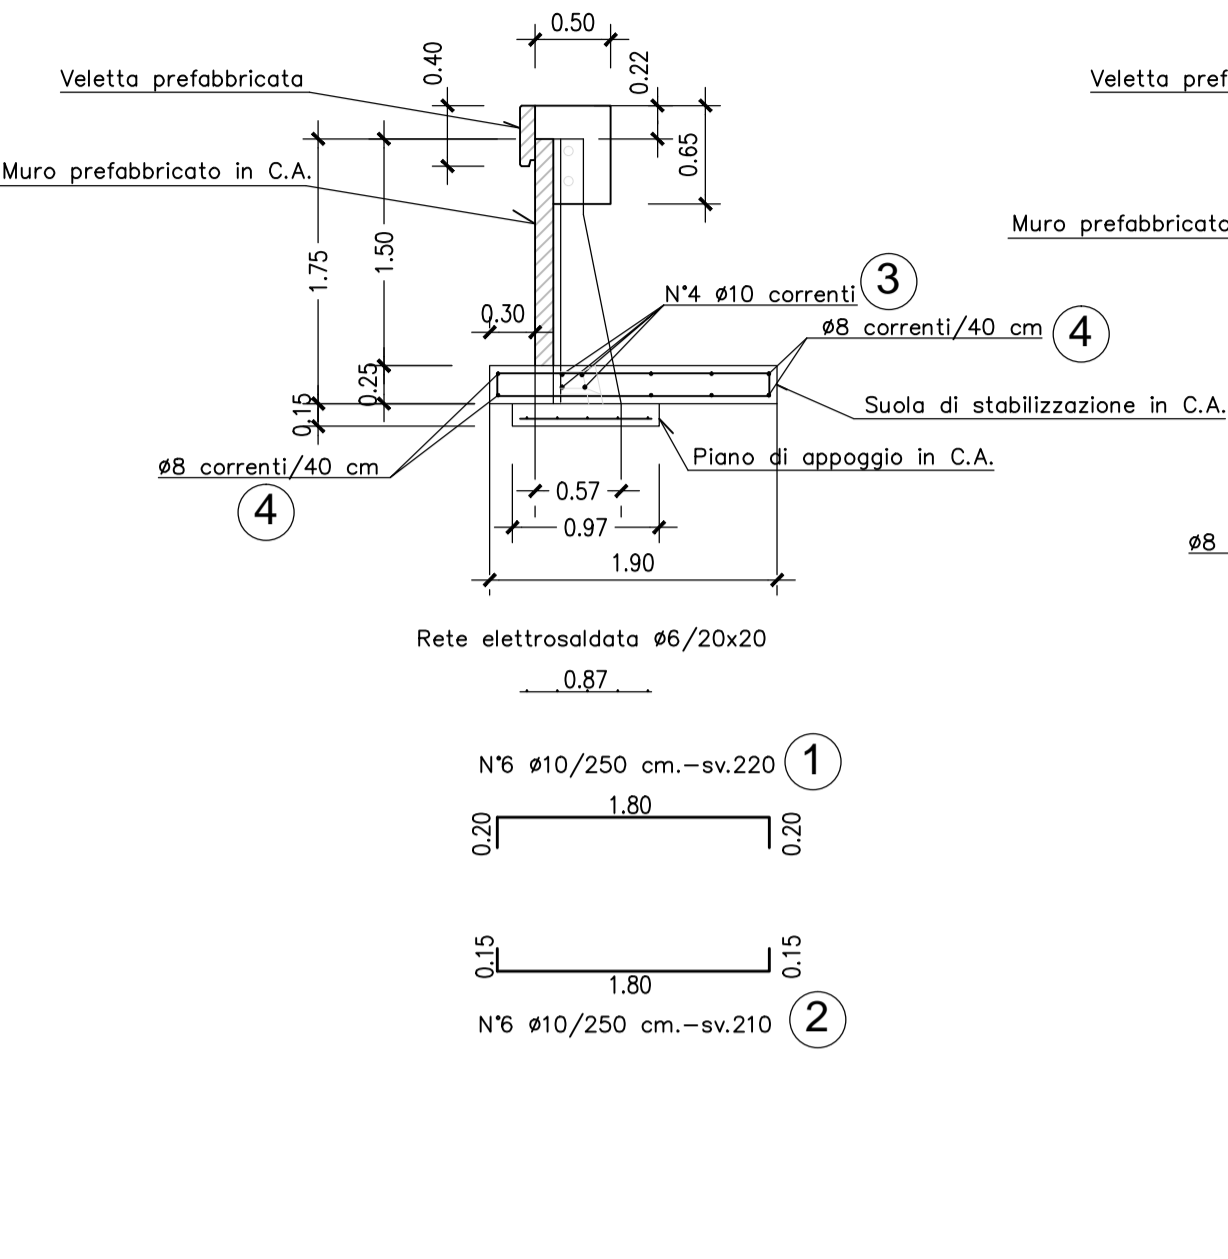 0.50
0.40
0.22
Veletta prefabbricata
Veletta pref
0.65
Muro prefabbricato in C.A.
Muro prefabbricato
1.75
1.50
0.30
N°4 ø10 correnti
3
ø8 correnti/40 cm
4
0.25
0.15
Suola di stabilizzazione in C.A.
Piano di appoggio in C.A.
ø8 correnti/40 cm
4
0.57
0.97
1.90
ø8
Rete elettrosaldata ø6/20x20
0.87
N°6 ø10/250 cm.-sv.220
1
1.80
0.20
0.20
0.15
0.15
1.80
N°6 ø10/250 cm.-sv.210
2